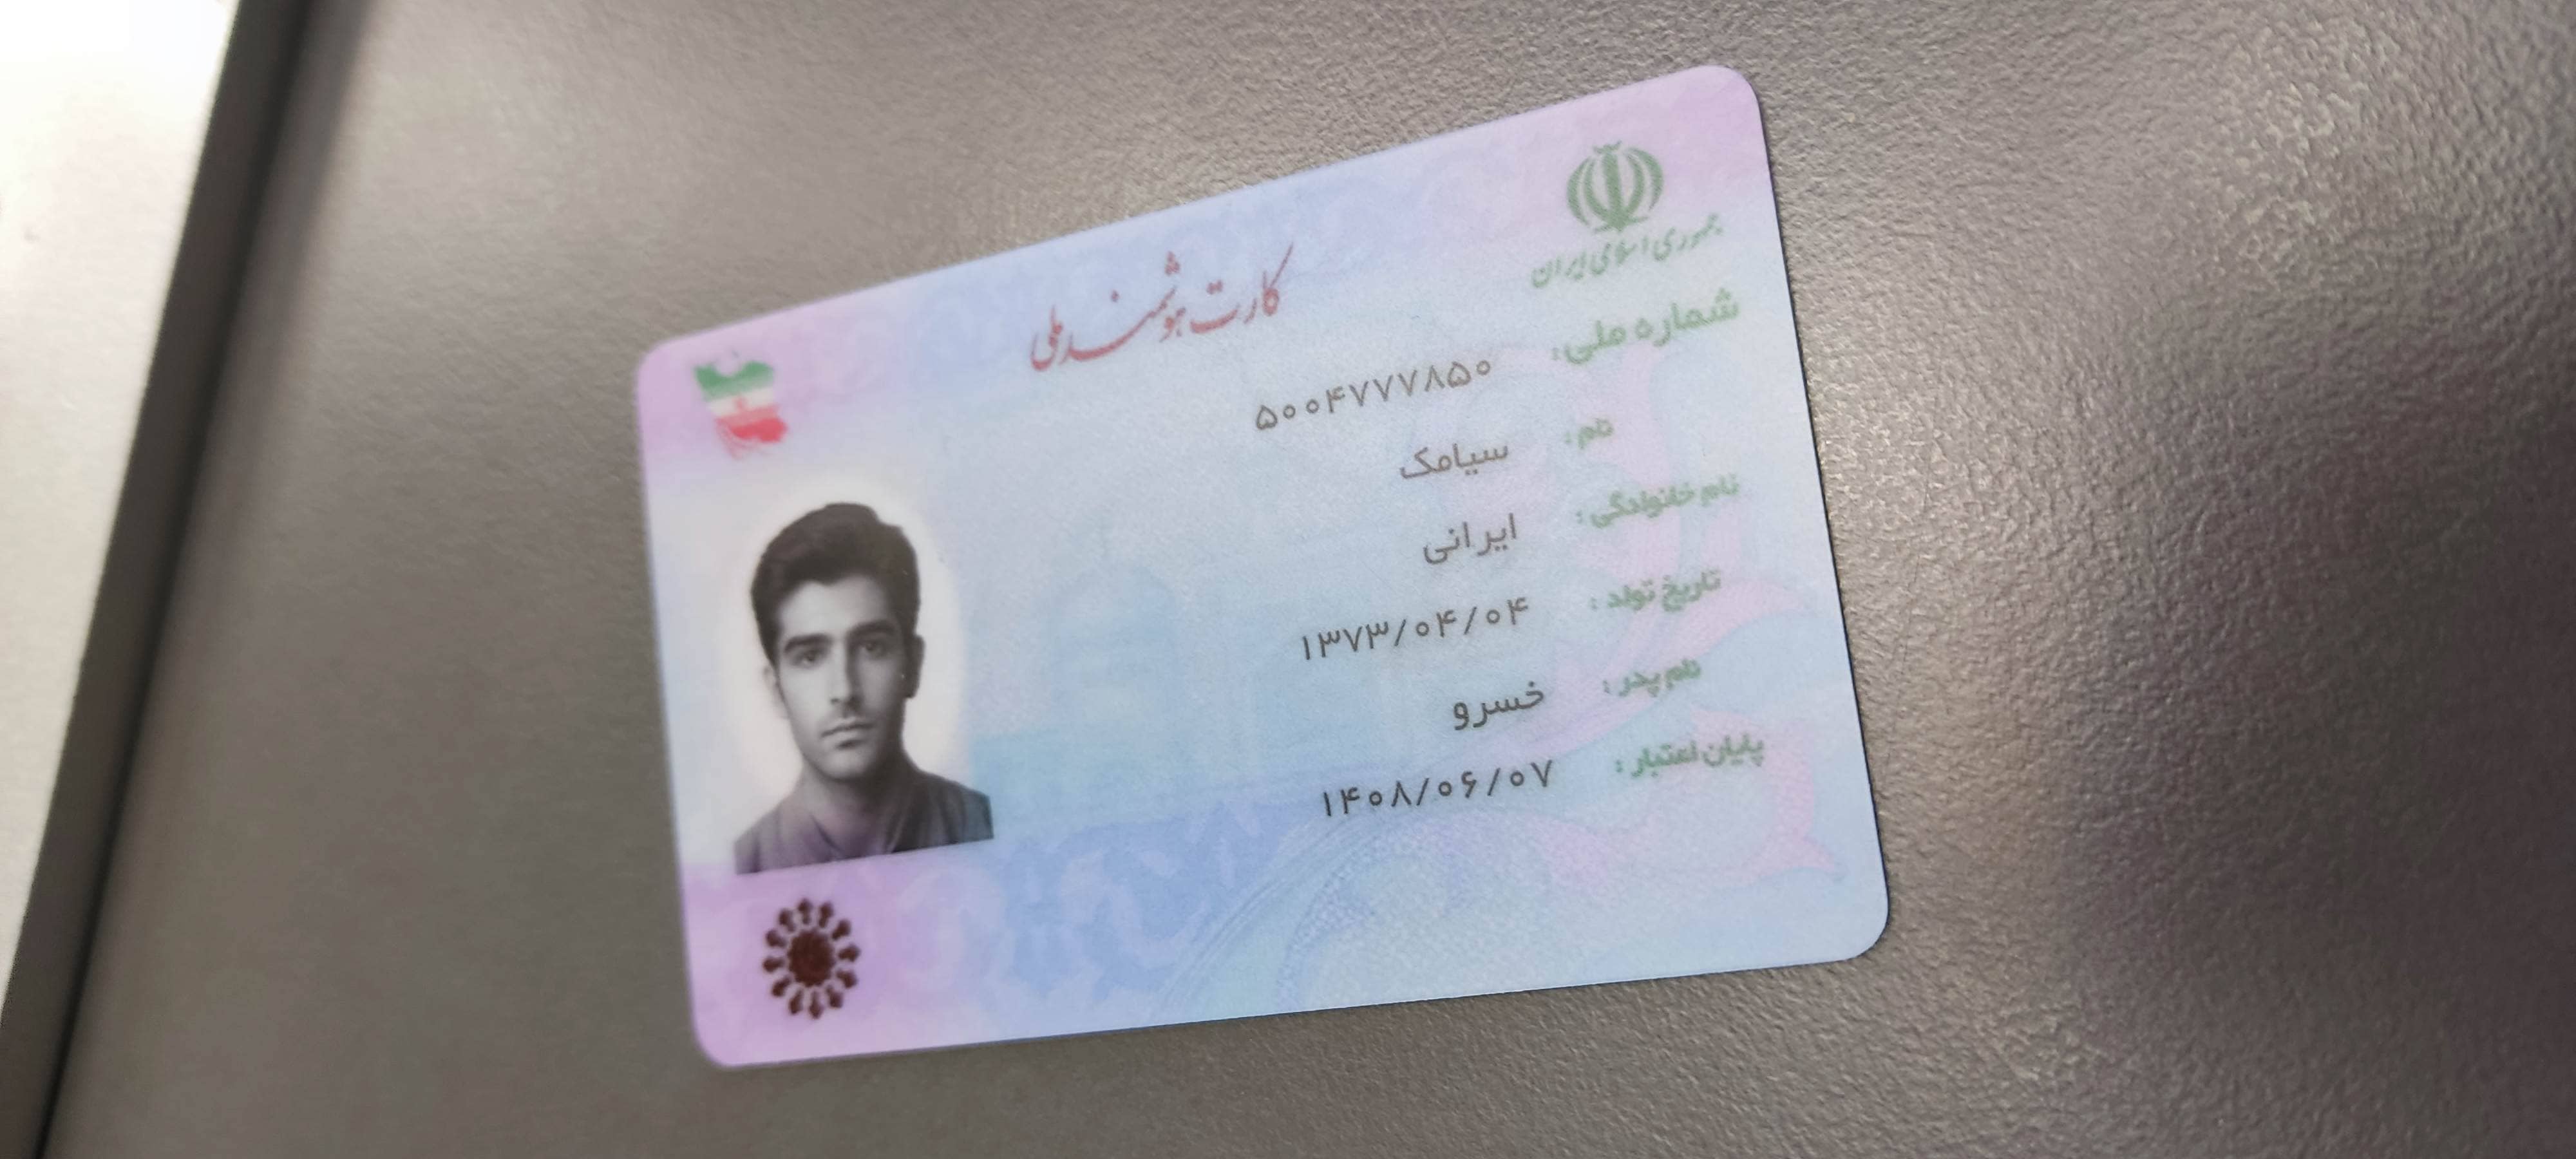 جمهوری اسلامی ایران
کارت هوشمند ملی
شماره ملی: ۵۰۰۴۷۷۷۸۵۰
نام: سیامک
نام خانوادگی: ایرانی
تاریخ تولد: ۱۳۷۳/۰۴/۰۴
نام پدر: خسرو
پایان اعتبار: ۱۴۰۸/۰۶/۰۷